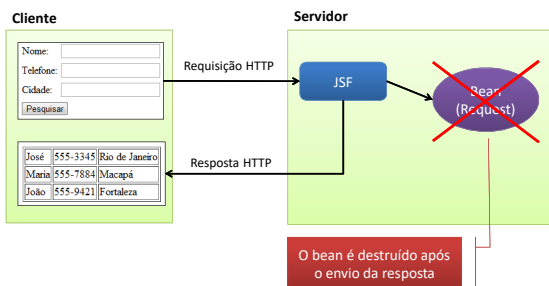 Cliente
Servidor
Nome:
Telefone:
Cidade:
Pesquisar
Requisição HTTP
JSF
Bean
(Request)
José 555-3345 Rio de Janeiro
Maria 555-7884 Macapá
João 555-9421 Fortaleza
Resposta HTTP
O bean é destruído após
o envio da resposta